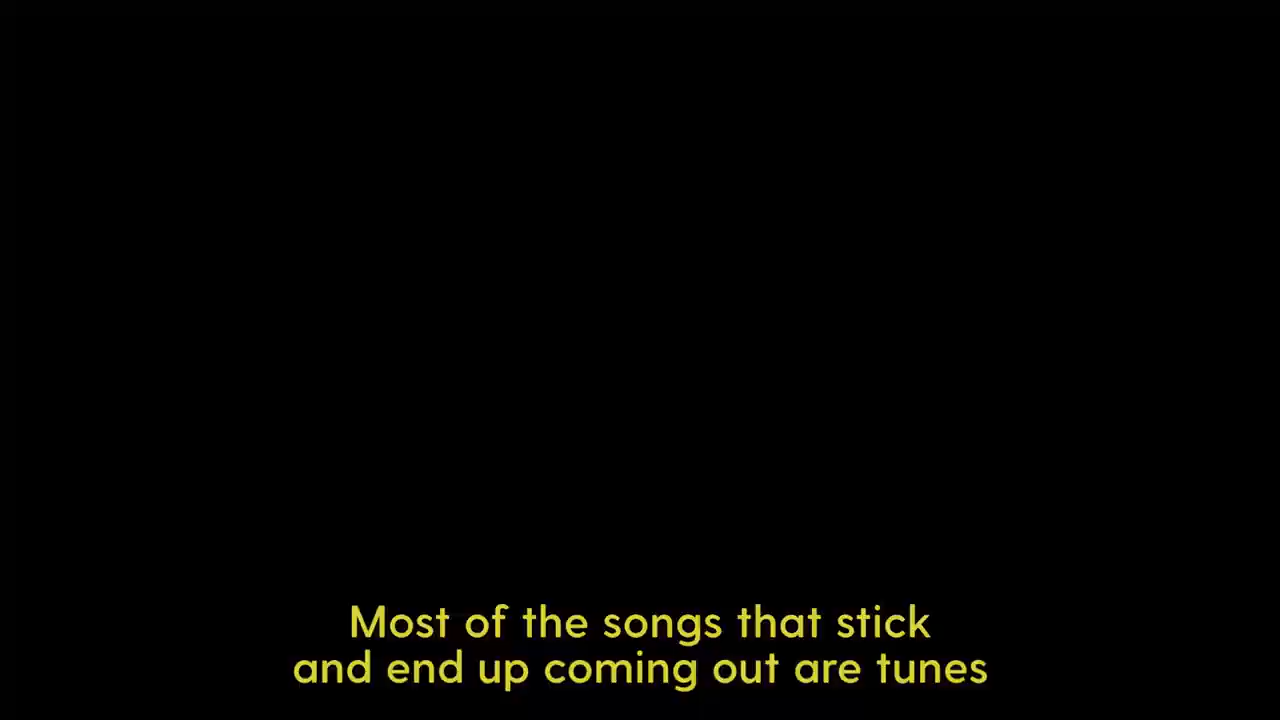 Most of the songs that stick
and end up coming out are tunes